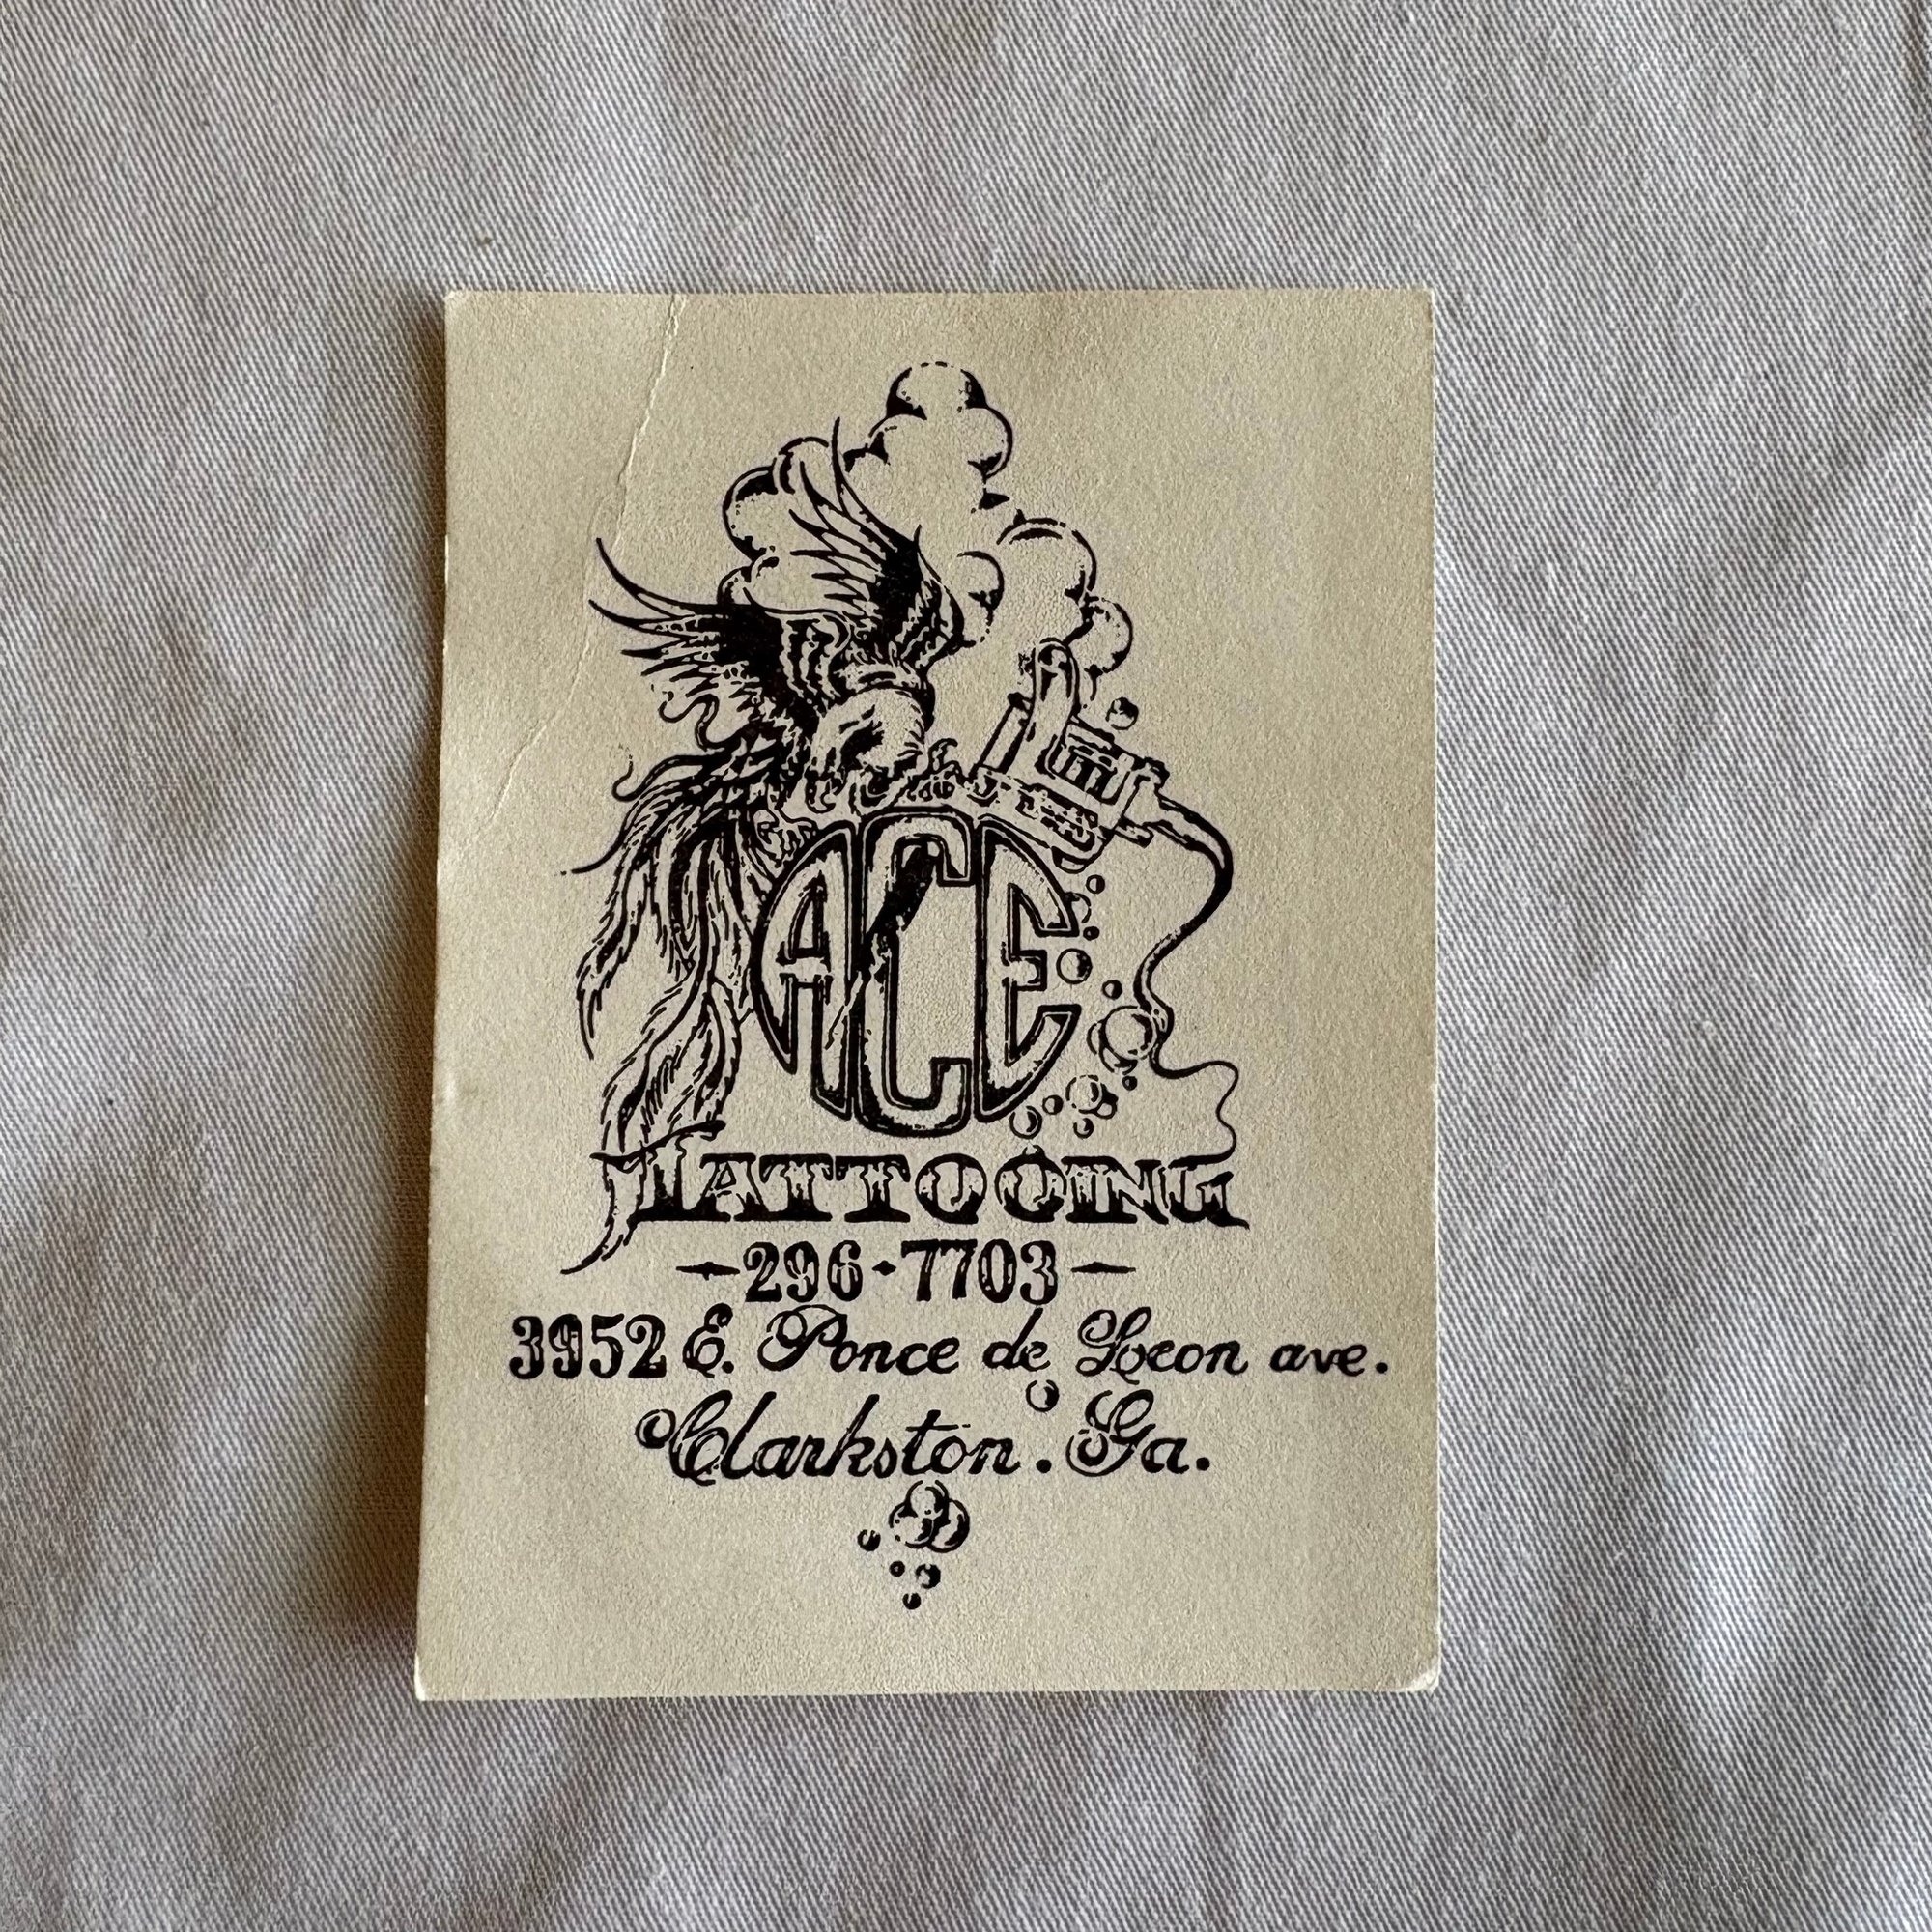 ACE
TATTOOING
296-7703
3952 E. Ponce de Leon ave.
Clarkston. Ga.